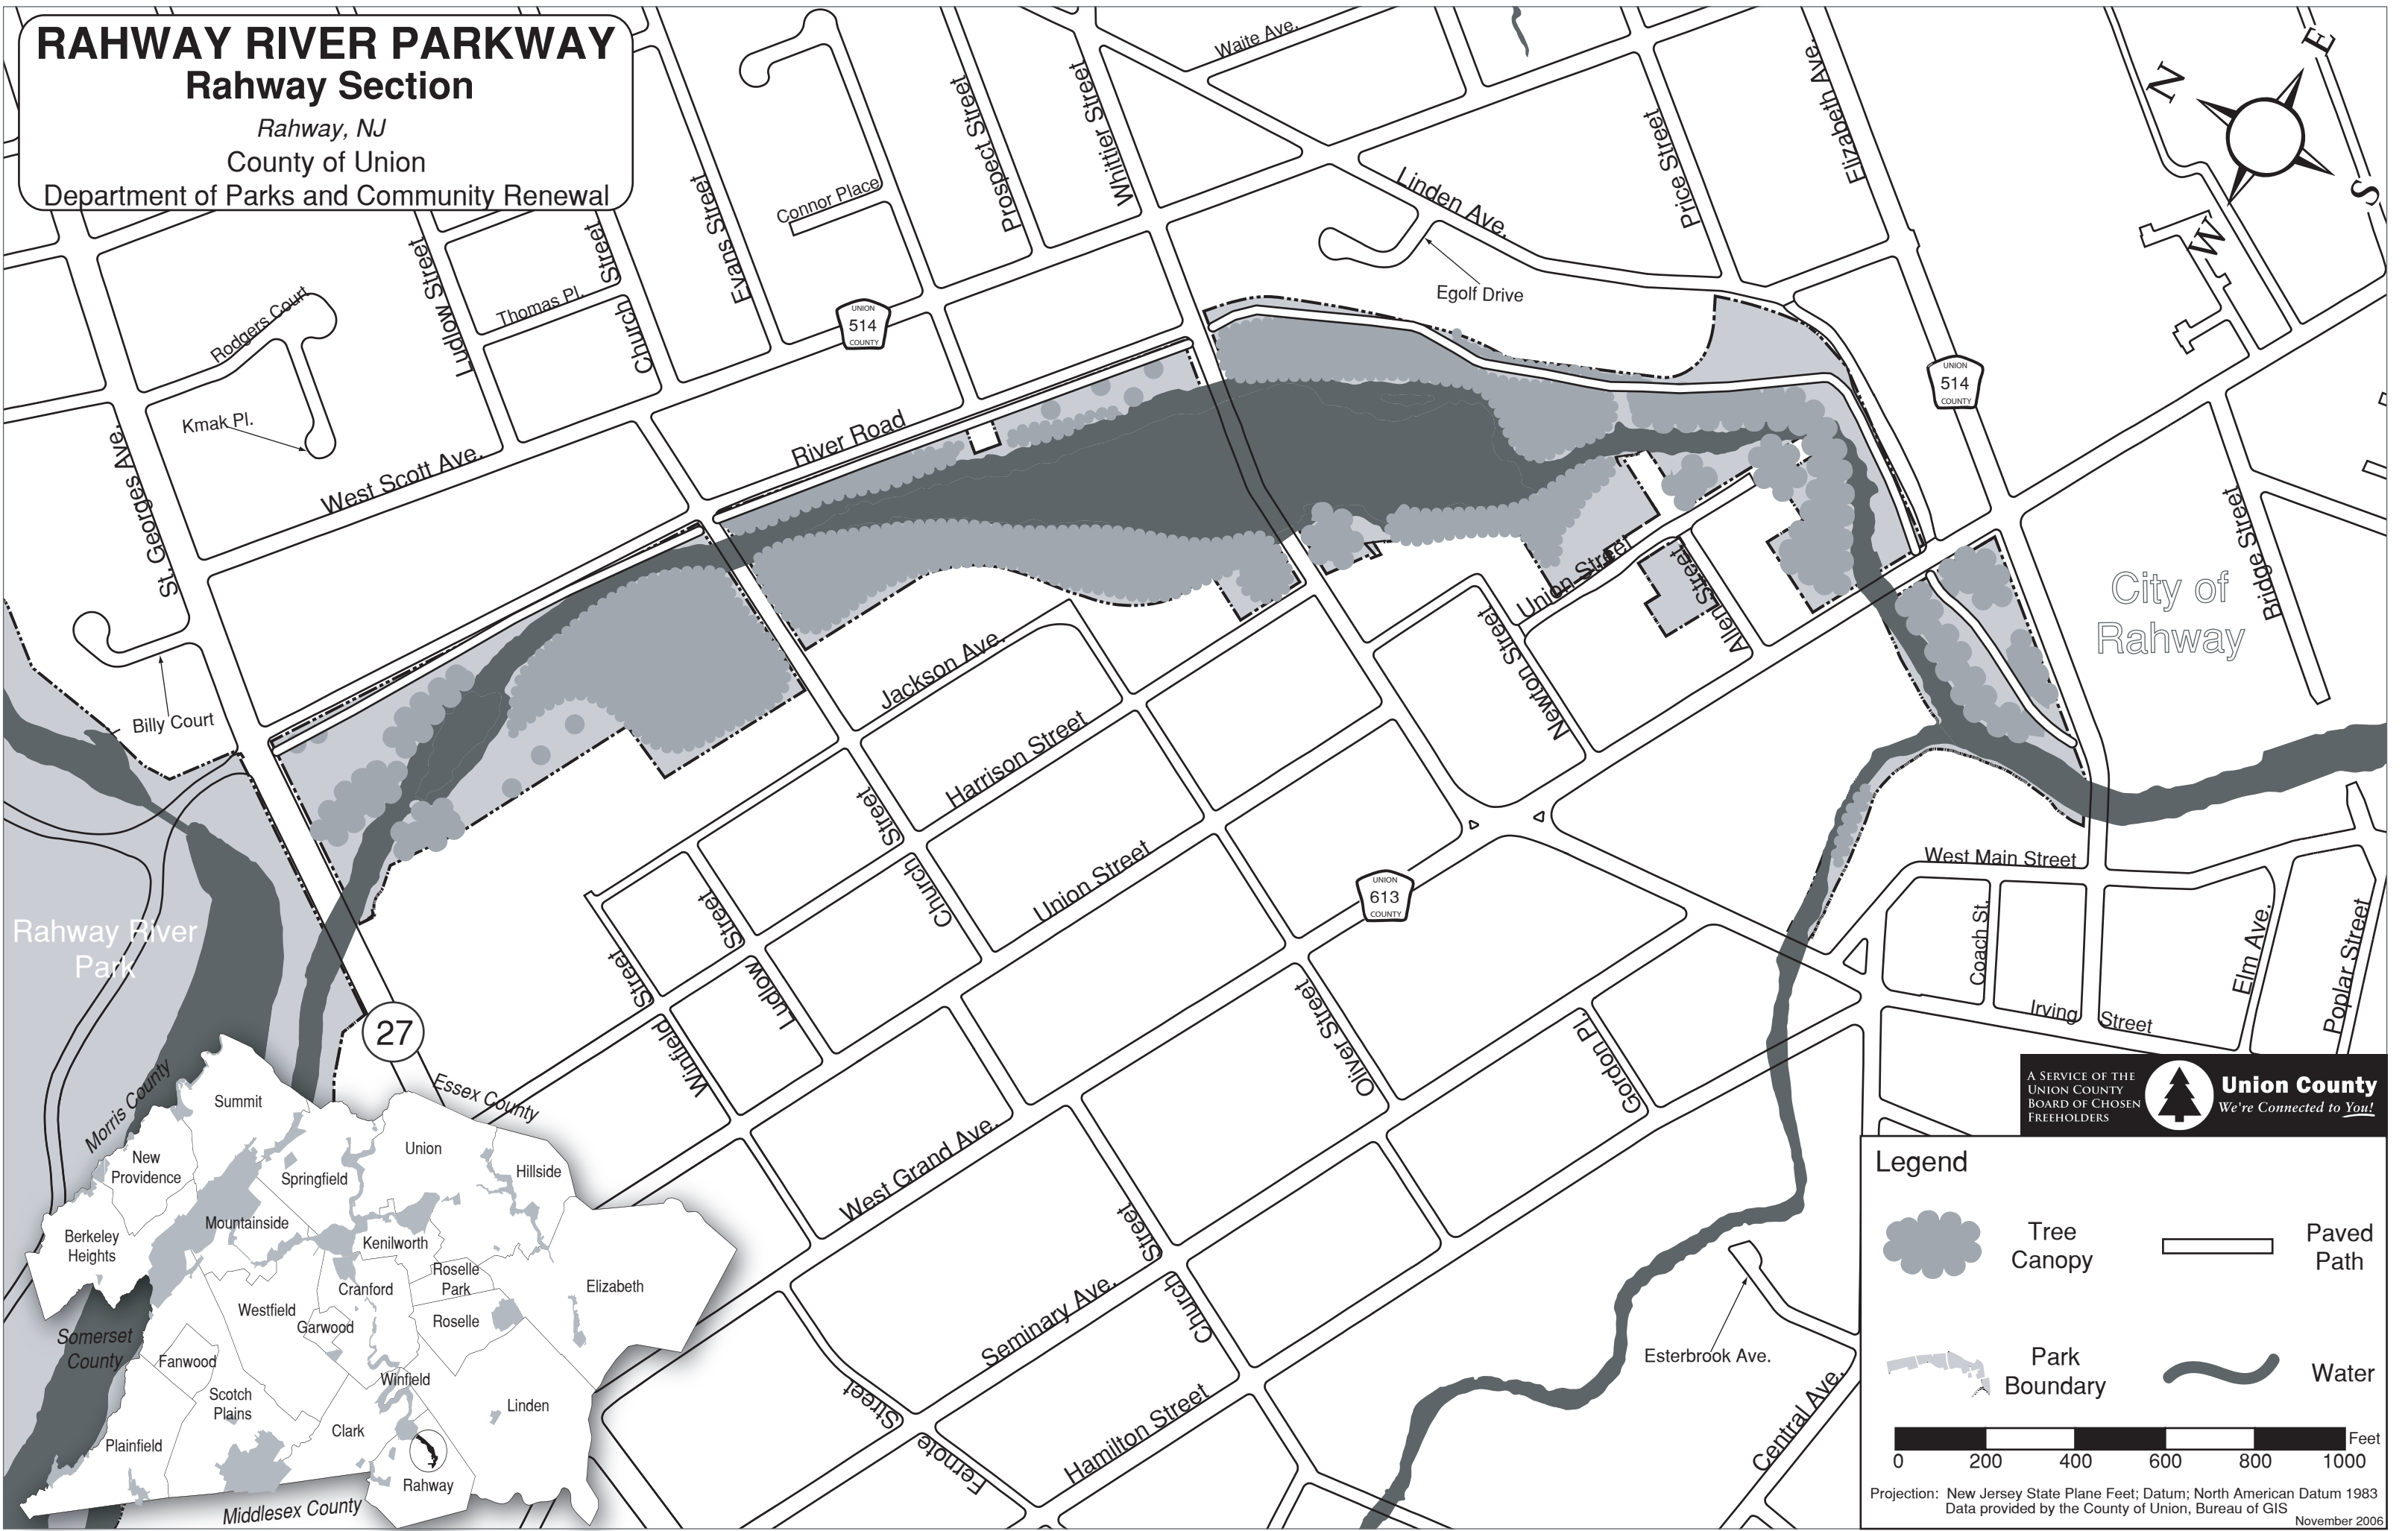 RAHWAY RIVER PARKWAY
Rahway Section
Rahway, NJ
County of Union
Department of Parks and Community Renewal
Waite Ave.
Elizabeth Ave.
N
E
S
W
Whittier Street
Prospect Street
Price Street
Connor Place
Linden Ave.
Evans Street
Street
Ludlow Street
Thomas Pl.
Church
Egolf Drive
Rodgers Court
UNION
514
COUNTY
UNION
514
COUNTY
Kmak Pl.
River Road
West Scott Ave.
St. Georges Ave.
Bridge Street
City of
Rahway
Union Street
Allen Street
Newton Street
Jackson Ave.
Billy Court
Harrison Street
Street
Church
Union Street
UNION
613
COUNTY
West Main Street
Coach St.
Elm Ave.
Poplar Street
Irving Street
Rahway River
Park
Street
Ludlow
Street
Winfield
Oliver Street
Gordon Pl.
27
West Grand Ave.
Street
Church
Seminary Ave.
Street
Fernote
Hamilton Street
Esterbrook Ave.
Central Ave.
Morris County
Essex County
Summit
Union
New
Providence
Springfield
Hillside
Berkeley
Heights
Mountainside
Kenilworth
Roselle
Park
Cranford
Elizabeth
Westfield
Garwood
Roselle
Somerset
County
Fanwood
Winfield
Scotch
Plains
Linden
Clark
Plainfield
Rahway
Middlesex County
A SERVICE OF THE
UNION COUNTY
BOARD OF CHOSEN
FREEHOLDERS
Union County
We're Connected to You!
Legend
Tree
Canopy
Paved
Path
Park
Boundary
Water
Feet
0 200 400 600 800 1000
Projection: New Jersey State Plane Feet; Datum; North American Datum 1983
Data provided by the County of Union, Bureau of GIS
November 2006